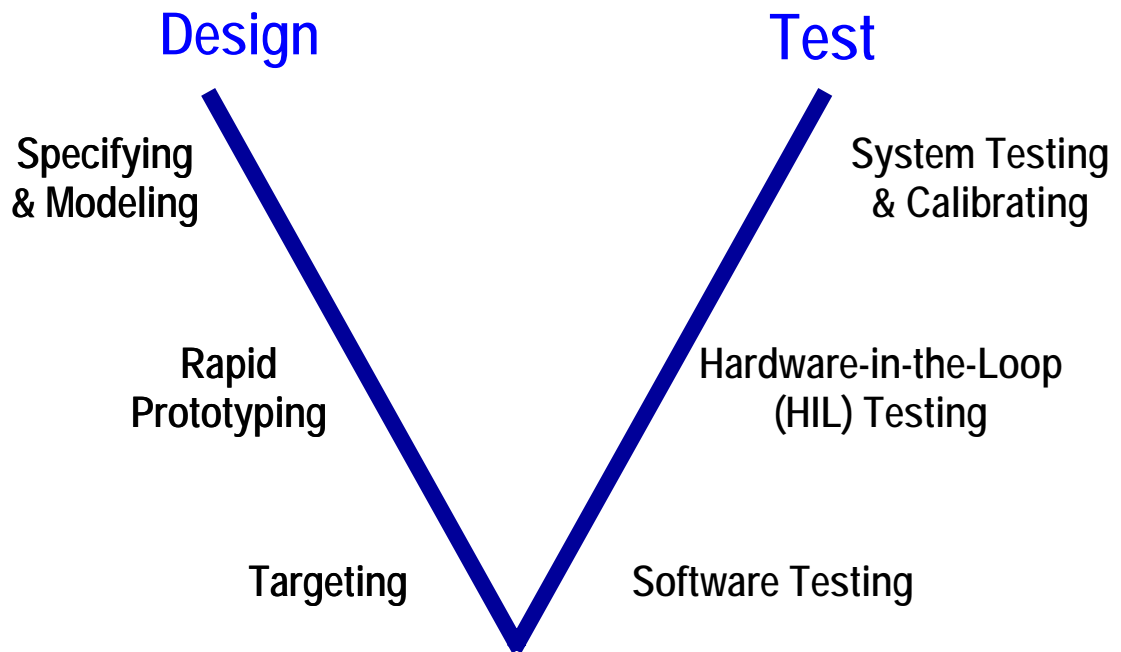 Design
Test
Specifying
& Modeling
System Testing
& Calibrating
Rapid
Prototyping
Hardware-in-the-Loop
(HIL) Testing
Targeting
Software Testing